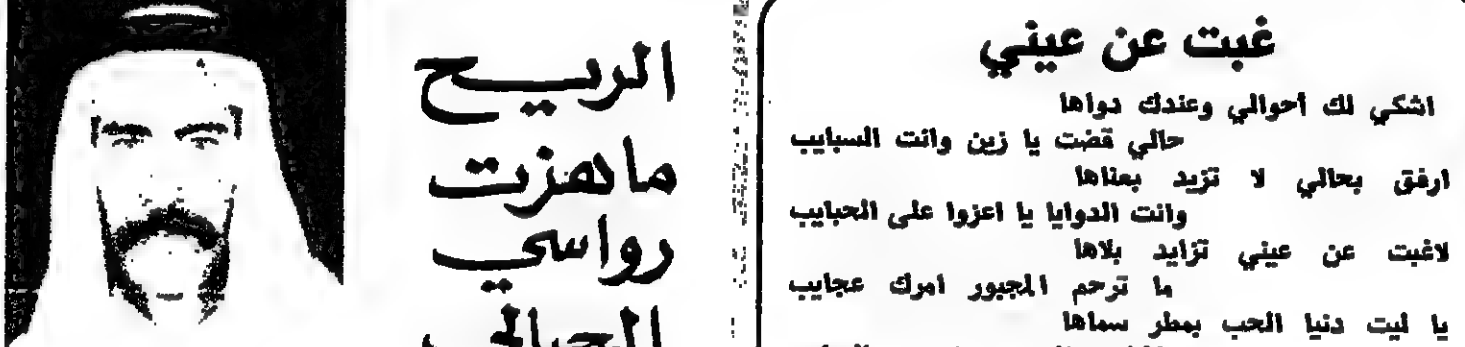 غبت عن عيني
اشكي لك أحوالي وعندك دواها
حالي قضت يا زين وانت السبايب
ارفق بحالي لا تزيد بعناها
وانت الدوايا يا اعزوا على الحبايب
لاغبت عن عيني تزايد بلاها
ما ترحم المجبور امرك عجايب
يا ليت دنيا الحب بمطر سماها
الريح
ماهزت
رواسي